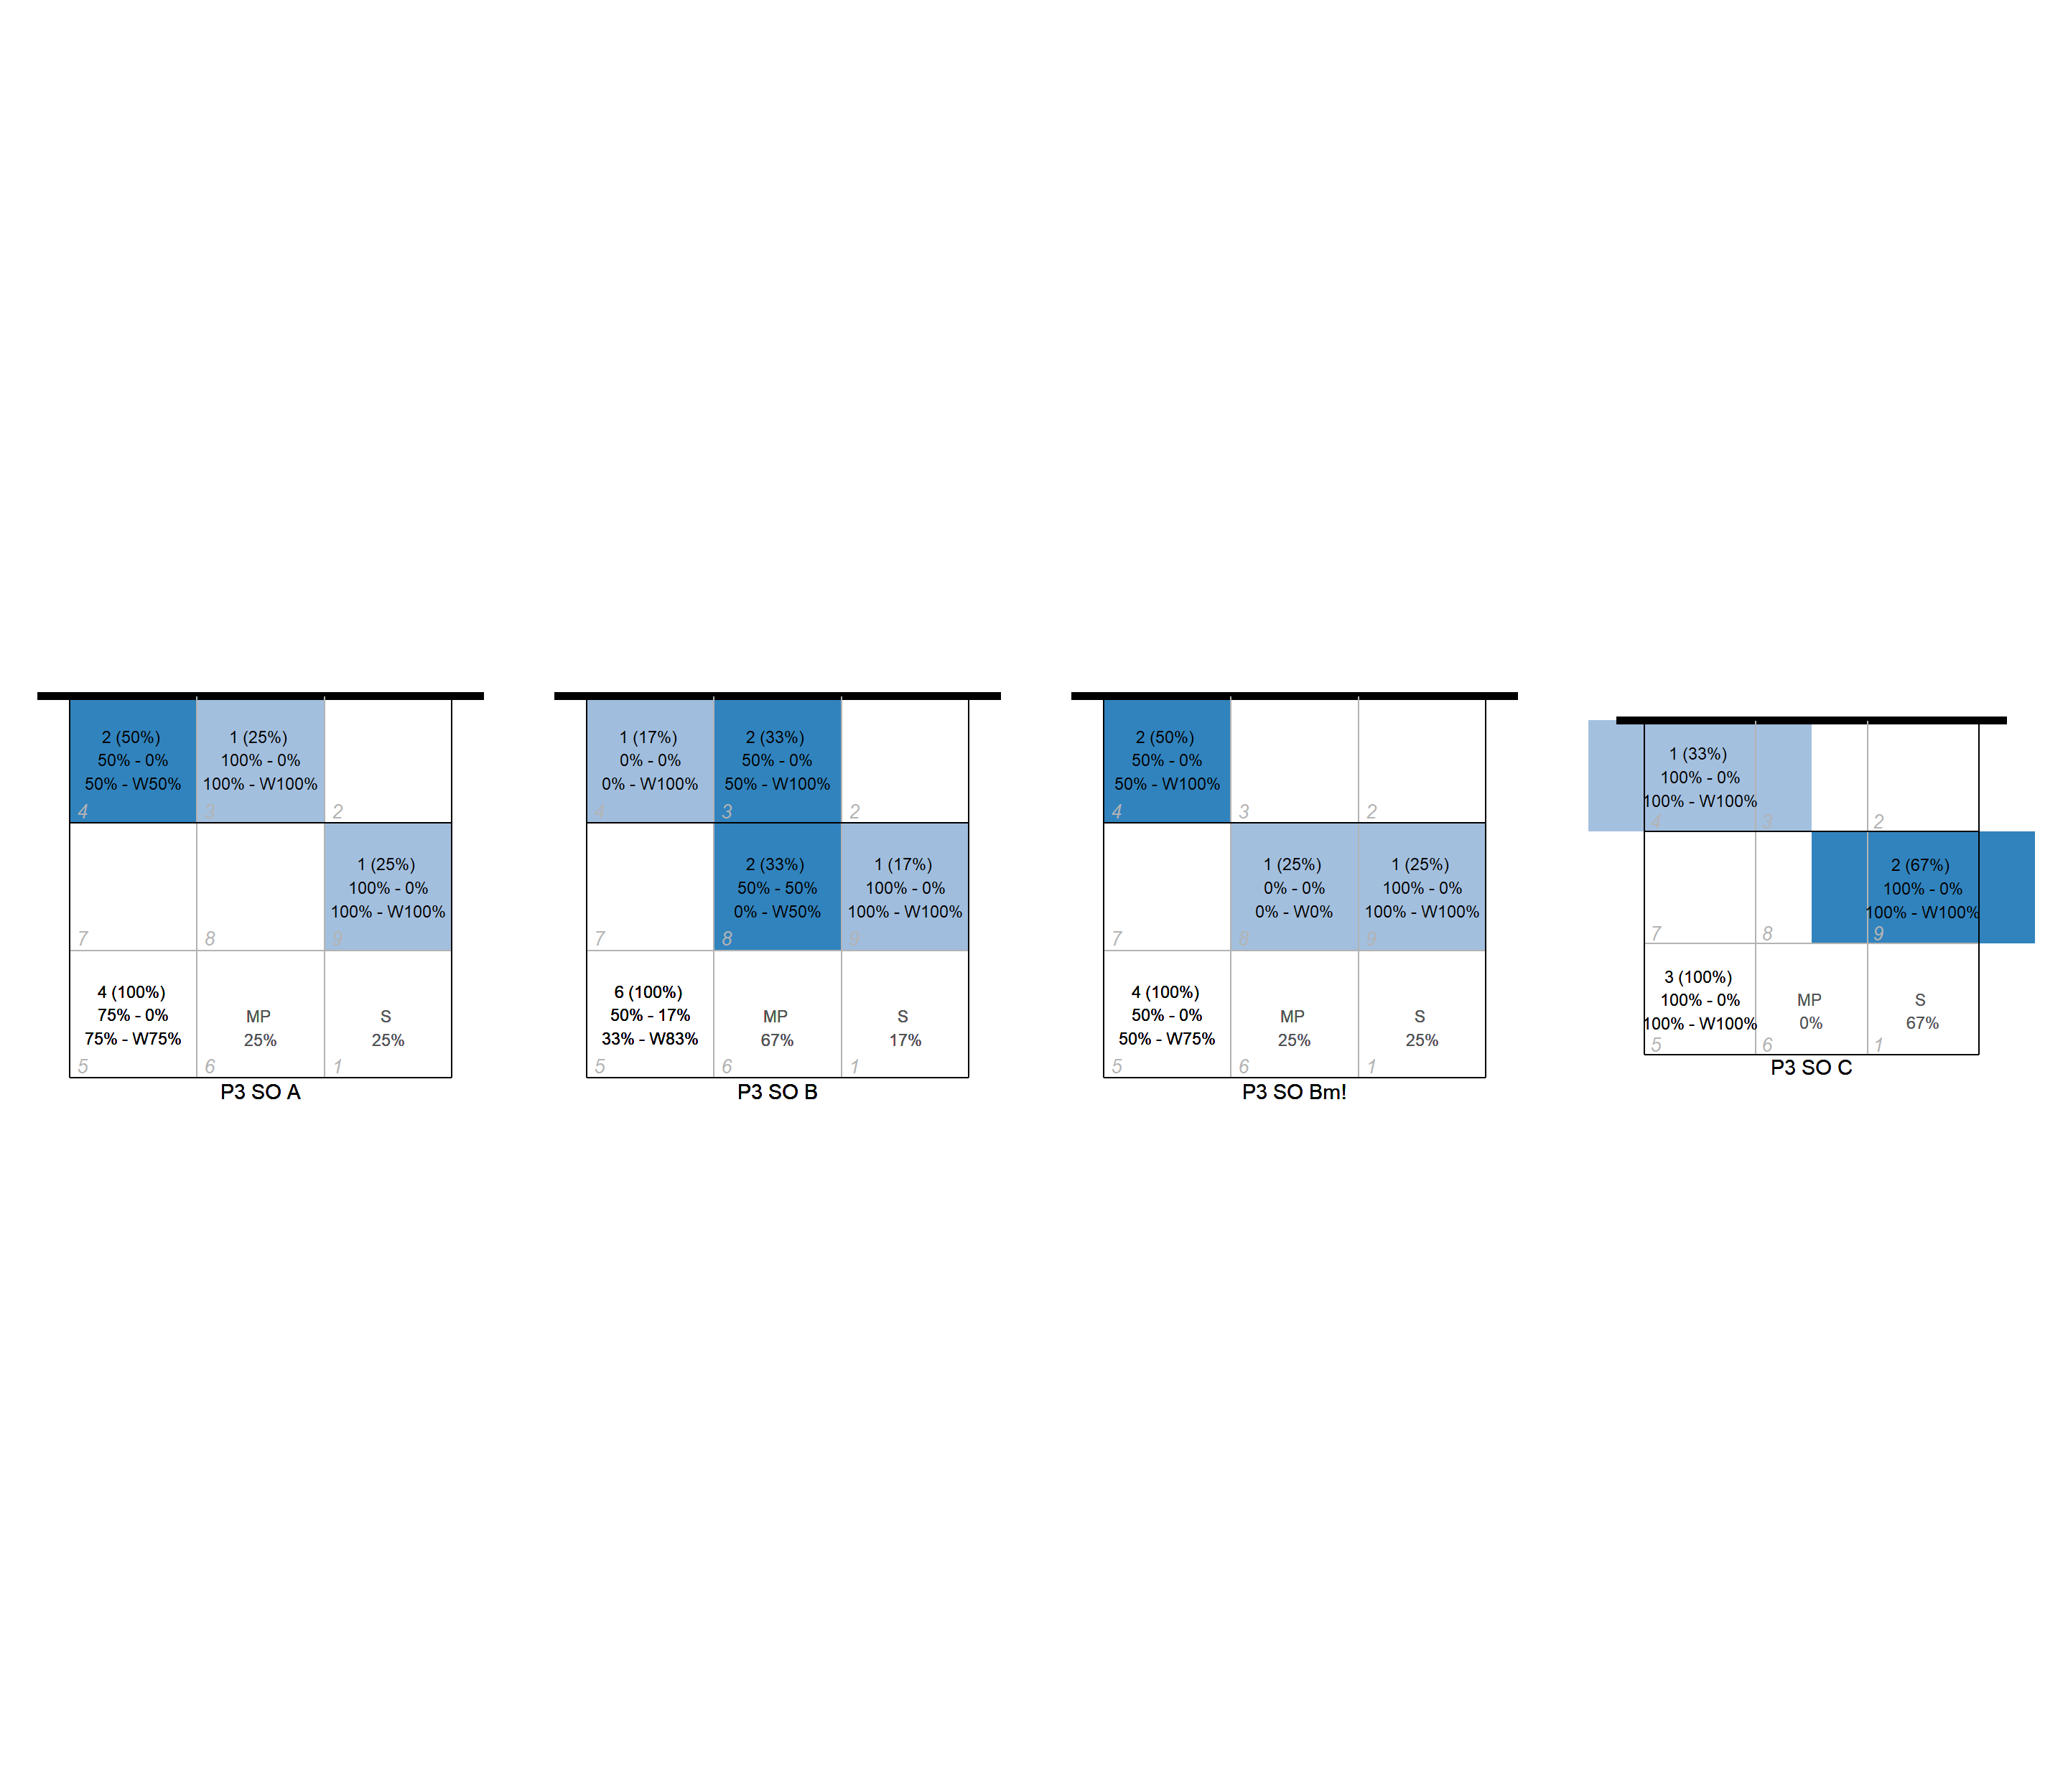 2 (50%)
50% - 0%
50% - W50%
4
1 (25%)
100% - 0%
100% - W100%
3
2
7
8
1 (25%)
100% - 0%
100% - W100%
9
4 (100%)
75% - 0%
75% - W75%
5
MP
25%
6
S
25%
1
P3 SO A
1 (17%)
0% - 0%
0% - W100%
4
2 (33%)
50% - 0%
50% - W100%
3
2
7
2 (33%)
50% - 50%
0% - W50%
8
1 (17%)
100% - 0%
100% - W100%
9
6 (100%)
50% - 17%
33% - W83%
5
MP
67%
6
S
17%
1
P3 SO B
2 (50%)
50% - 0%
50% - W100%
4
3
2
7
1 (25%)
0% - 0%
0% - W0%
8
1 (25%)
100% - 0%
100% - W100%
9
4 (100%)
50% - 0%
50% - W75%
5
MP
25%
6
S
25%
1
P3 SO Bm!
1 (33%)
100% - 0%
100% - W100%
4
3
2
7
8
2 (67%)
100% - 0%
100% - W100%
9
3 (100%)
100% - 0%
100% - W100%
5
MP
0%
6
S
67%
1
P3 SO C